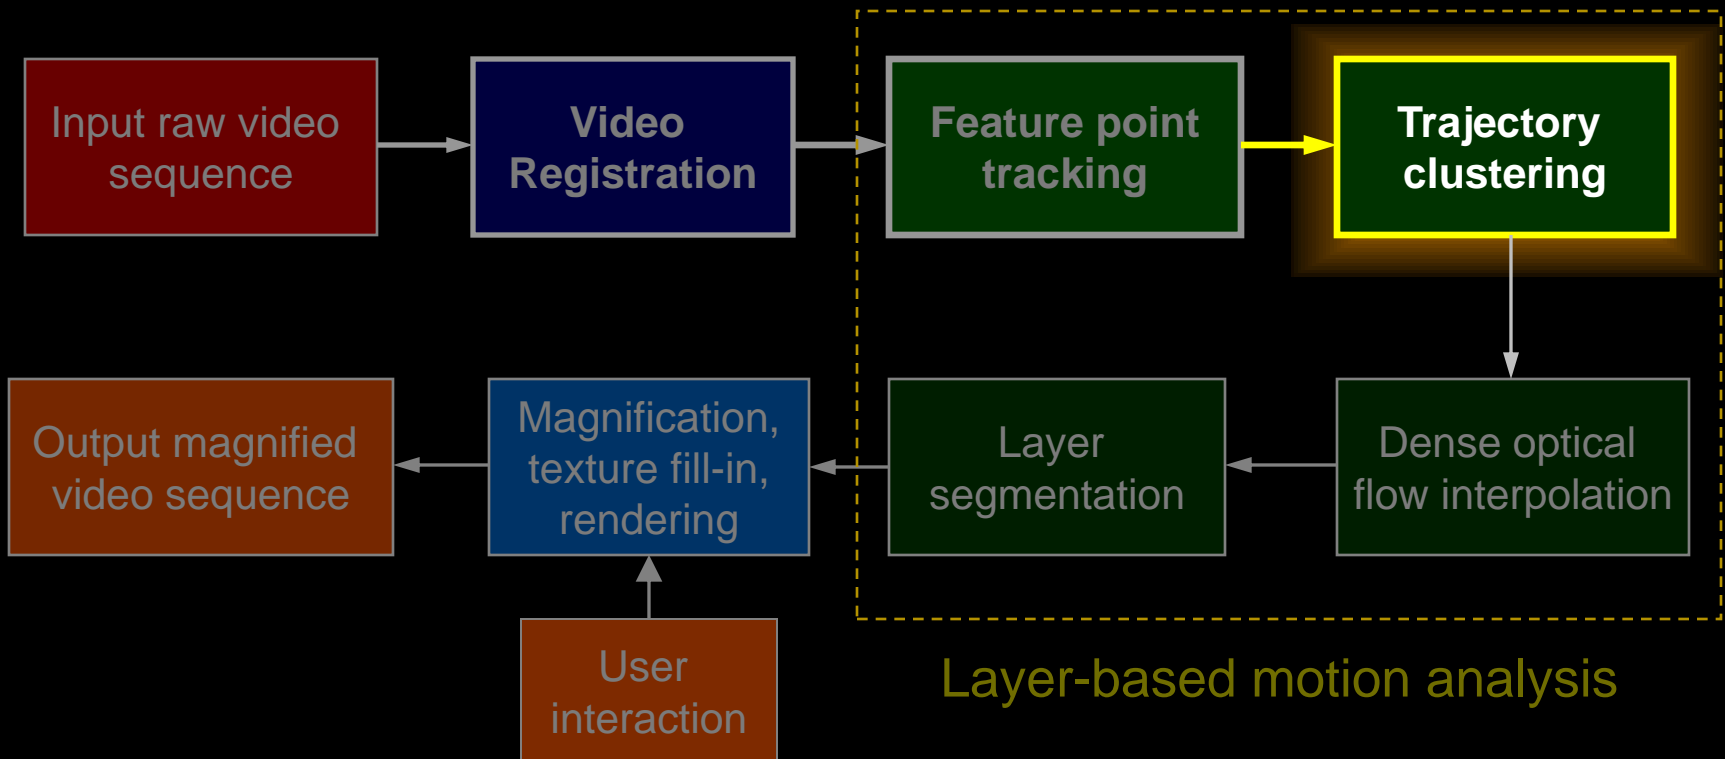 Input raw video
sequence
Video
Registration
Feature point
tracking
Trajectory
clustering
Output magnified
video sequence
Magnification,
texture fill-in,
rendering
Layer
segmentation
Dense optical
flow interpolation
User
interaction
Layer-based motion analysis